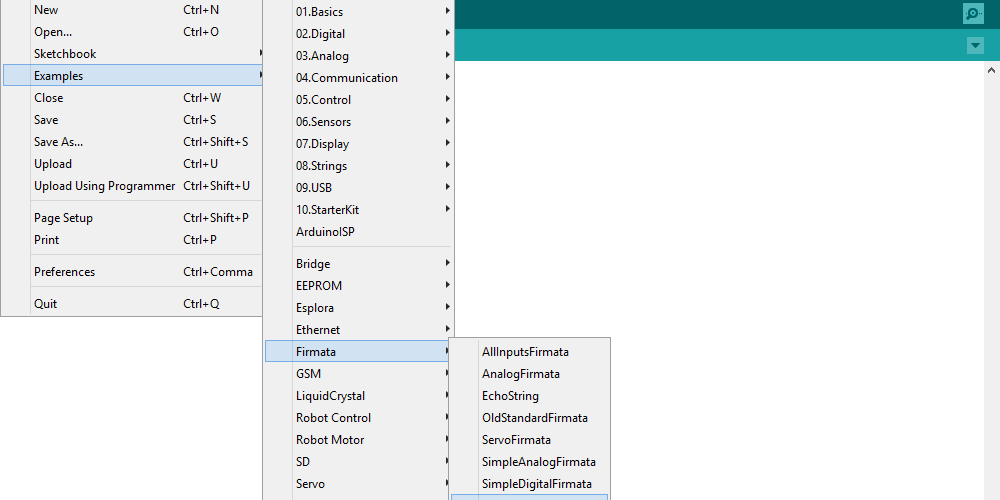 New Ctrl+N
Open... Ctrl+O
Sketchbook
Examples
Close Ctrl+W
Save Ctrl+S
Save As... Ctrl+Shift+S
Upload Ctrl+U
Upload Using Programmer Ctrl+Shift+U
Page Setup Ctrl+Shift+P
Print Ctrl+P
Preferences Ctrl+Comma
Quit Ctrl+Q
01.Basics
02.Digital
03.Analog
04.Communication
05.Control
06.Sensors
07.Display
08.Strings
09.USB
10.StarterKit
ArduinoISP
Bridge
EEPROM
Esplora
Ethernet
Firmata
GSM
LiquidCrystal
Robot Control
Robot Motor
SD
Servo
AllInputsFirmata
AnalogFirmata
EchoString
OldStandardFirmata
ServoFirmata
SimpleAnalogFirmata
SimpleDigitalFirmata